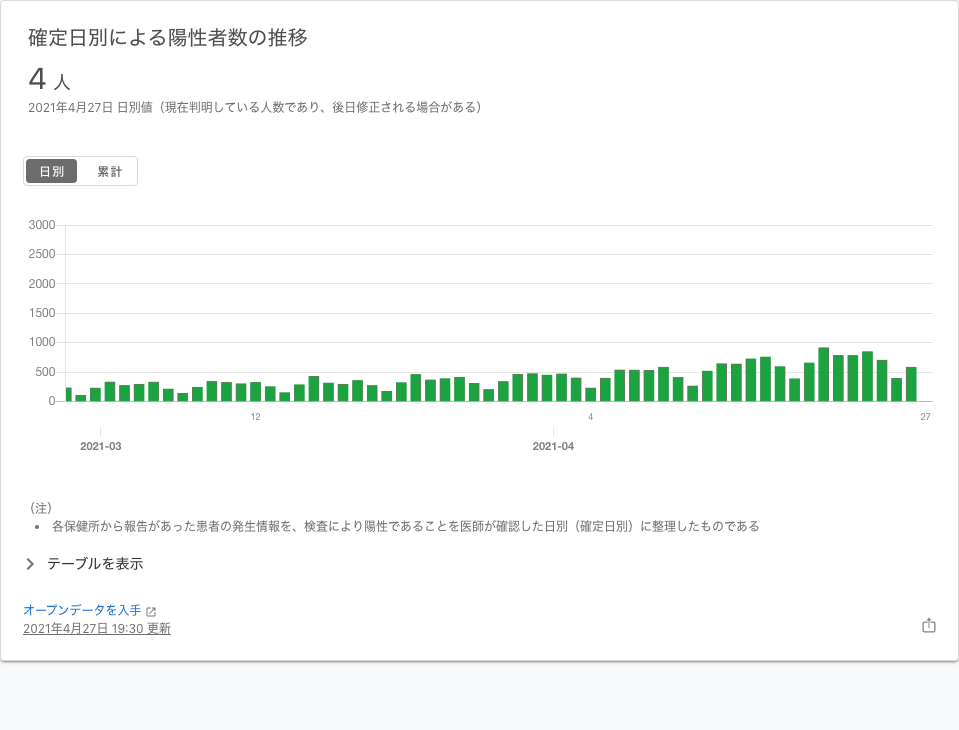 確定日別による陽性者数の推移
4 人
2021年4月27日 日別値（現在判明している人数であり、後日修正される場合がある）
日別 累計
3000
2500
2000
1500
1000
500
0
12 4 27
2021-03 2021-04
（注）
• 各保健所から報告があった患者の発生情報を、検査により陽性であることを医師が確認した日別（確定日別）に整理したものである
テーブルを表示
オープンデータを入手
2021年4月27日 19:30 更新